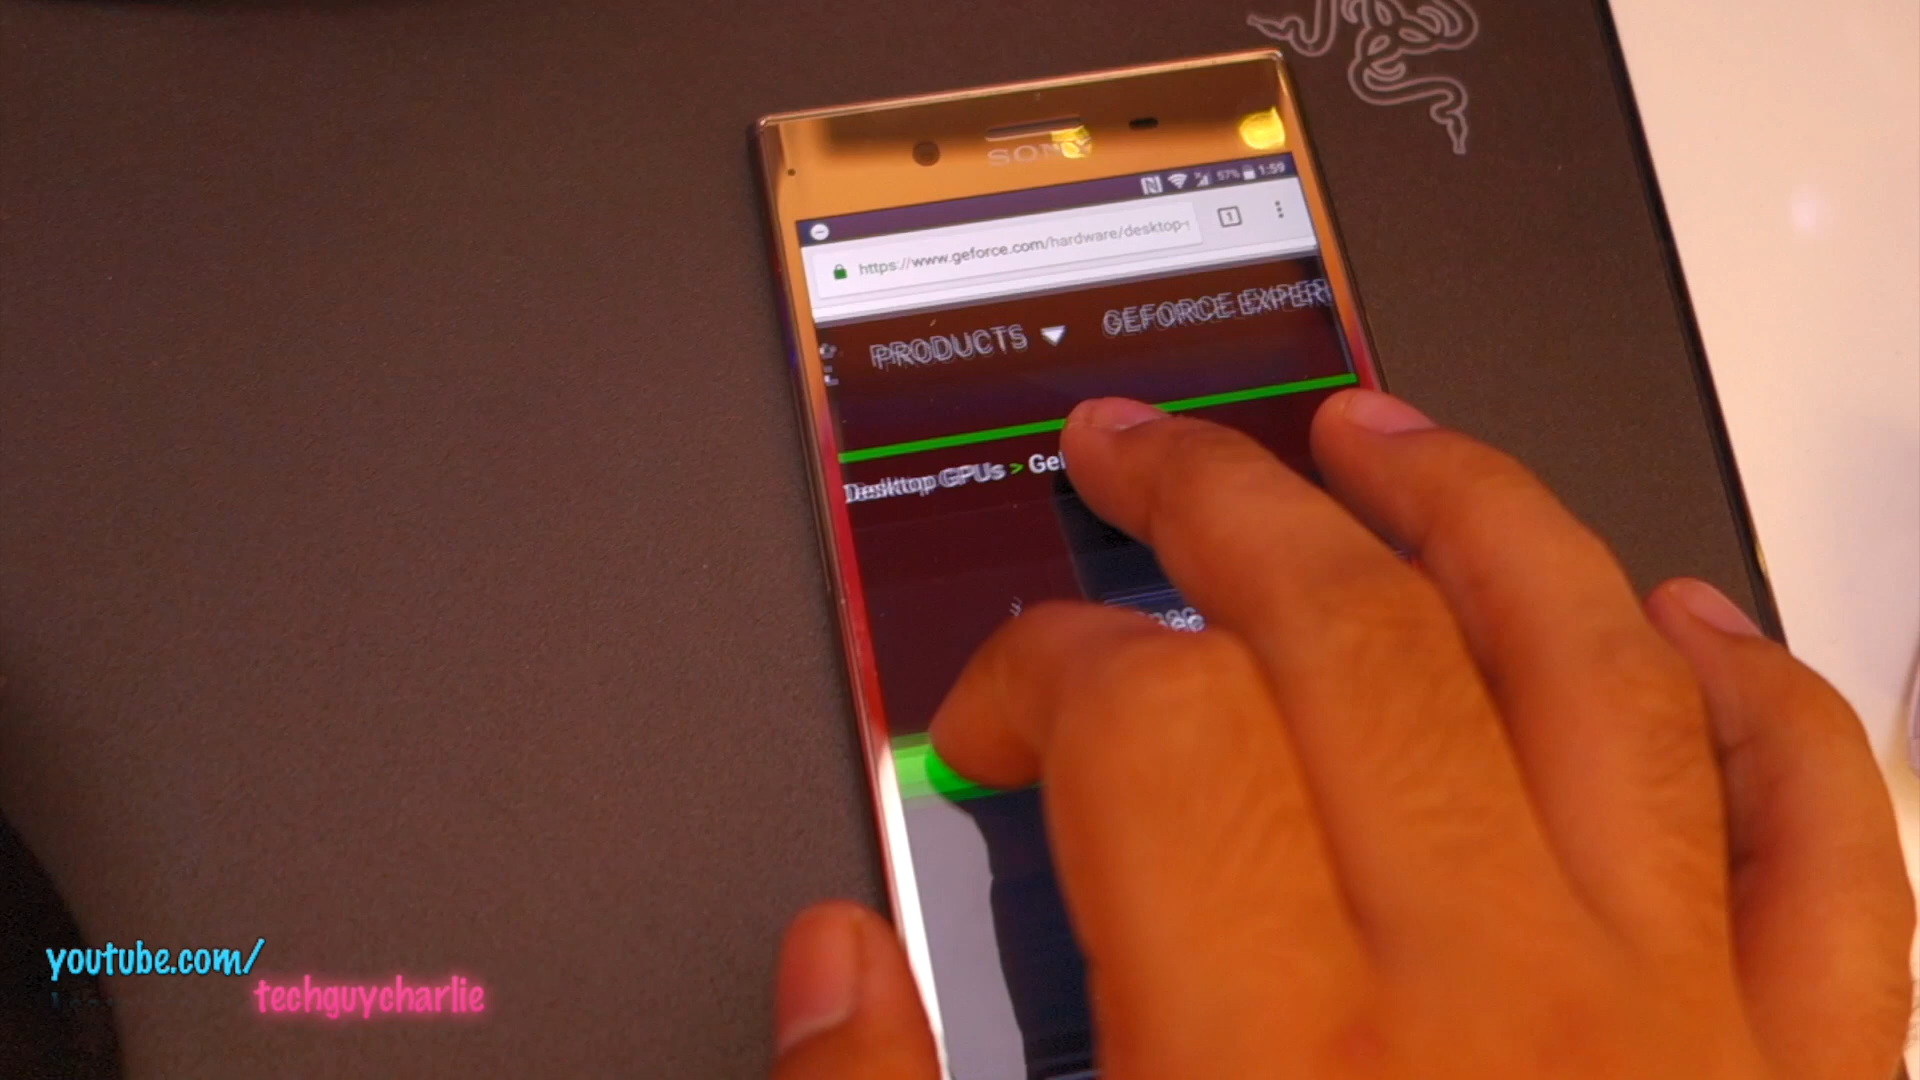 SONY
57% 1:59
https://www.geforce.com/hardware/desktop-
1
PRODUCTS GEFORCE EXPER
Desktop GPUs > Ge
youtube.com/
techguycharlie